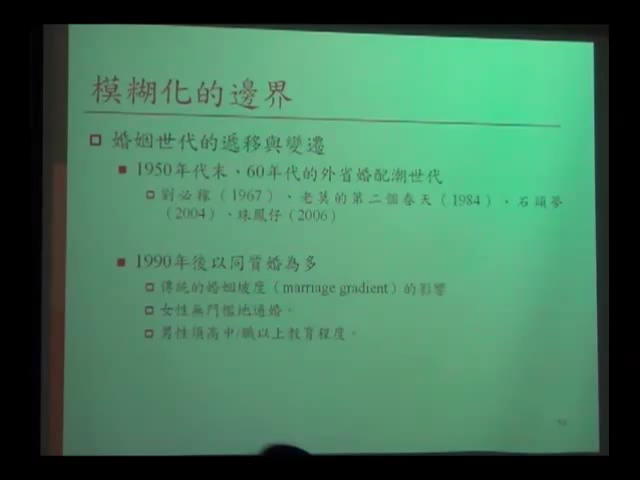 模糊化的邊界
婚姻世代的遞移與變遷
1950年代末、60年代的外省婚配潮世代
劉必稼（1967）、老莫的第二個春天（1984）、石頭夢
（2004）、珠鳳仔（2006）
1990年後以同質婚為多
傳統的婚姻坡度（marriage gradient）的影響
女性無門檻地通婚。
男性須高中/職以上教育程度。